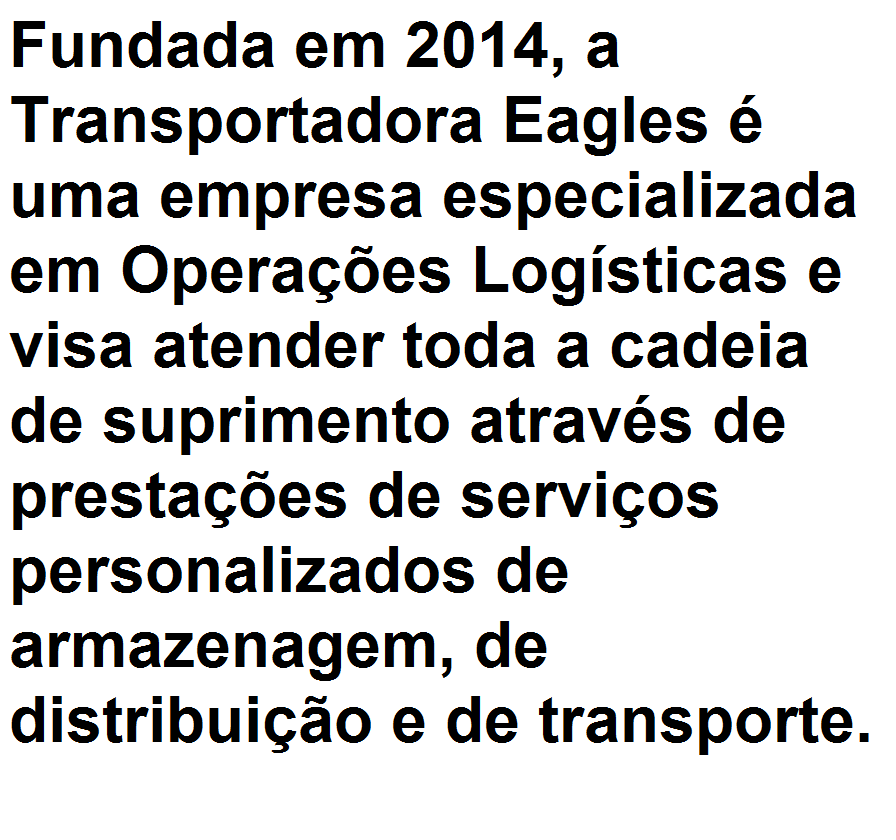 Fundada em 2014, a
Transportadora Eagles é
uma empresa especializada
em Operações Logísticas e
visa atender toda a cadeia
de suprimento através de
prestações de serviços
personalizados de
armazenagem, de
distribuição e de transporte.